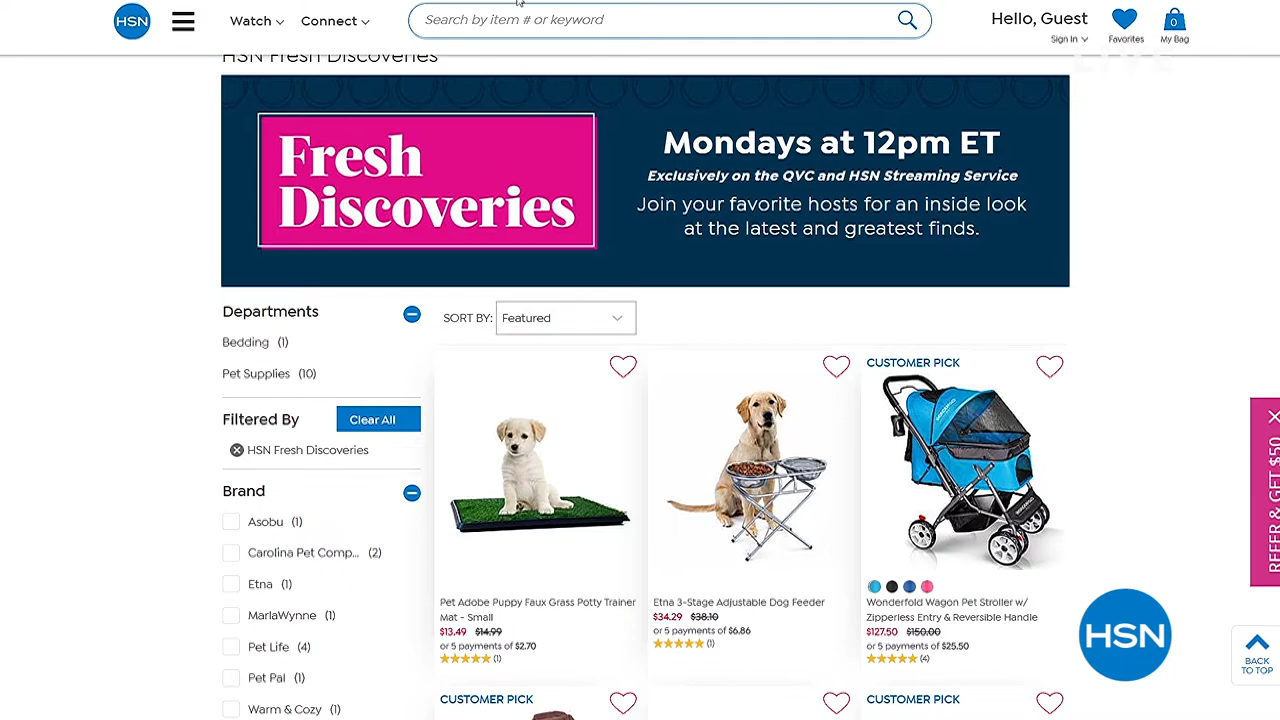 HSN
Watch
Connect
Search by item # or keyword
Hello, Guest
Sign In
Favorites
0
My Bag
HSN Fresh Discoveries
LIVE
Fresh
Discoveries
Mondays at 12pm ET
Exclusively on the QVC and HSN Streaming Service
Join your favorite hosts for an inside look
at the latest and greatest finds.
Departments
Bedding (1)
Pet Supplies (10)
Filtered By
Clear All
HSN Fresh Discoveries
Brand
Asobu (1)
Carolina Pet Comp... (2)
Etna (1)
MarlaWynne (1)
Pet Life (4)
Pet Pal (1)
Warm & Cozy (1)
SORT BY: Featured
Pet Adobe Puppy Faux Grass Potty Trainer
Mat - Small
$13.49 $14.99
or 5 payments of $2.70
(1)
Etna 3-Stage Adjustable Dog Feeder
$34.29 $38.10
or 5 payments of $6.86
(1)
CUSTOMER PICK
Wonderfold Wagon Pet Stroller w/
Zipperless Entry & Reversible Handle
$127.50 $150.00
or 5 payments of $25.50
(4)
CUSTOMER PICK
CUSTOMER PICK
REFER & GET $50
HSN
BACK
TO TOP